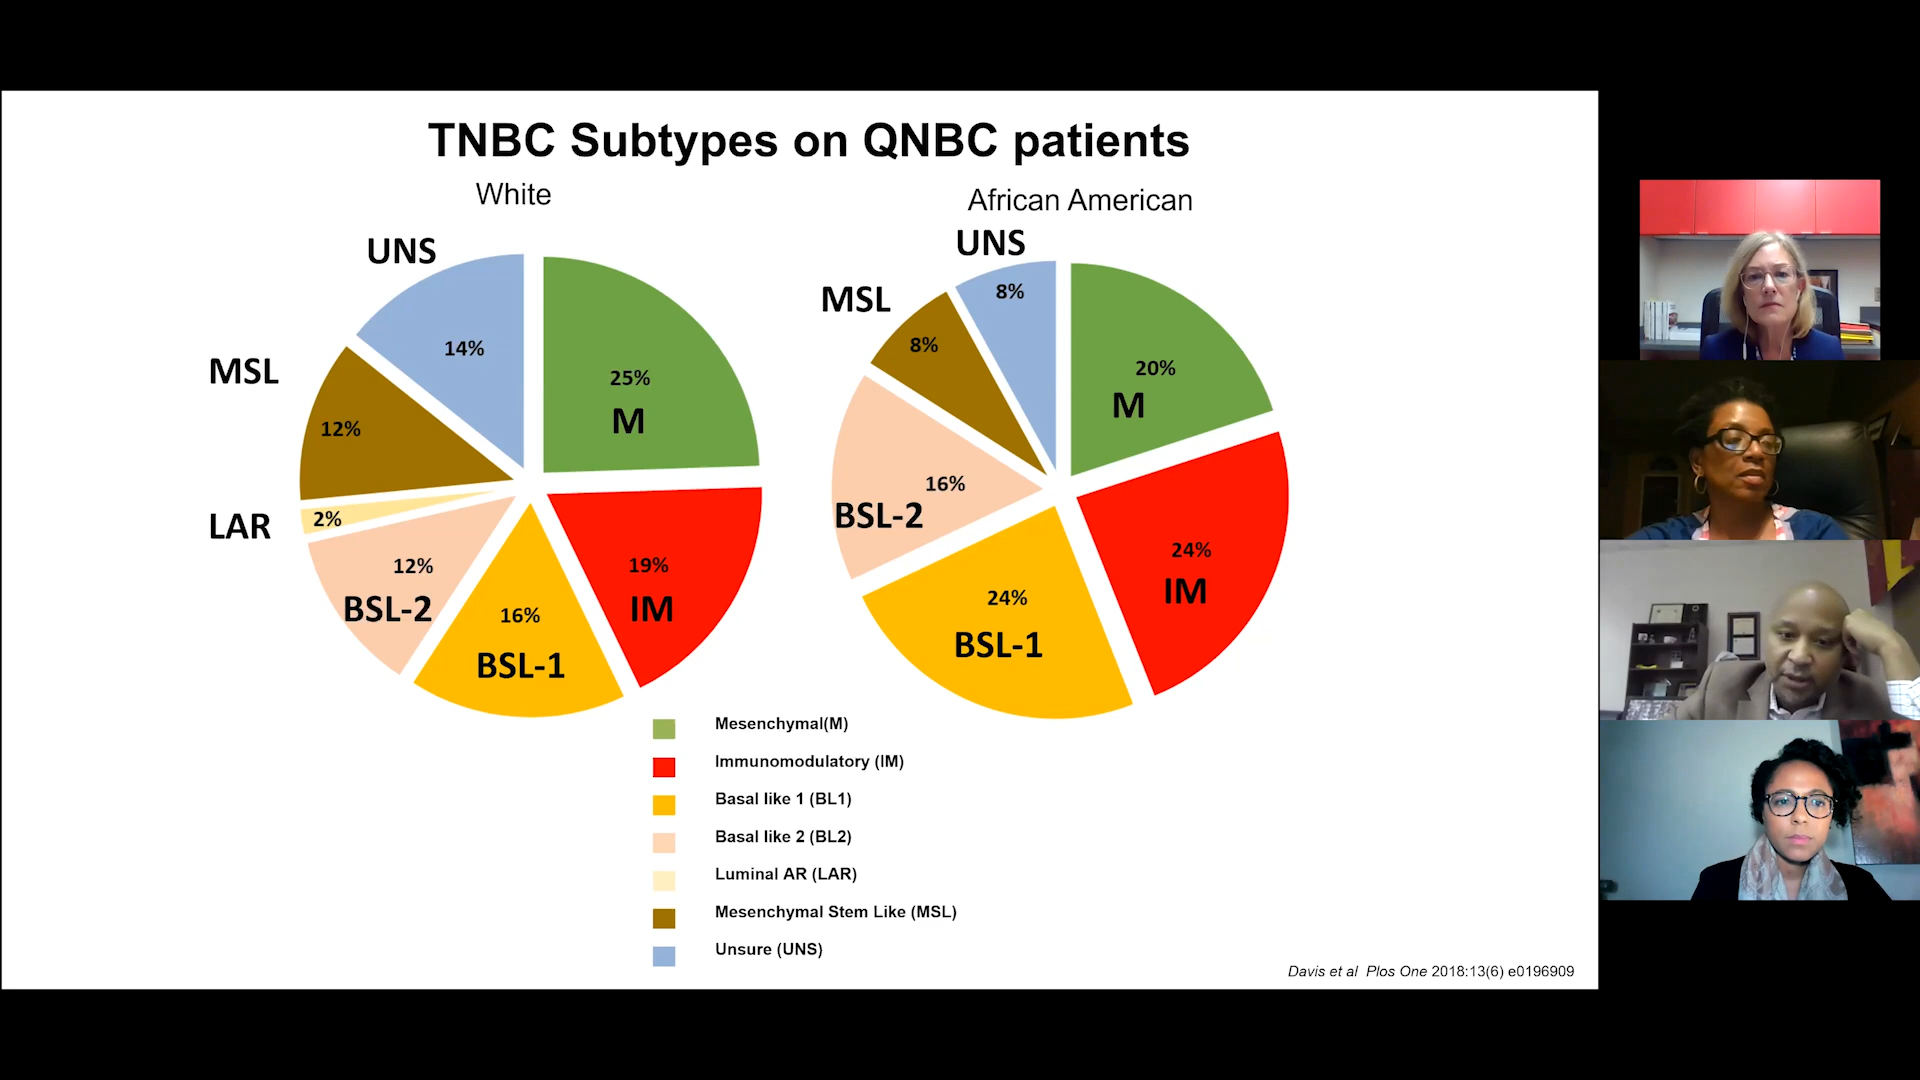 TNBC Subtypes on QNBC patients
White
UNS
14%
25%
M
MSL
12%
LAR
2%
12%
BSL-2
16%
BSL-1
19%
IM
African American
UNS
8%
MSL
8%
20%
M
16%
BSL-2
24%
BSL-1
24%
IM
Mesenchymal(M)
Immunomodulatory (IM)
Basal like 1 (BL1)
Basal like 2 (BL2)
Luminal AR (LAR)
Mesenchymal Stem Like (MSL)
Unsure (UNS)
Davis et al Plos One 2018:13(6) e0196909